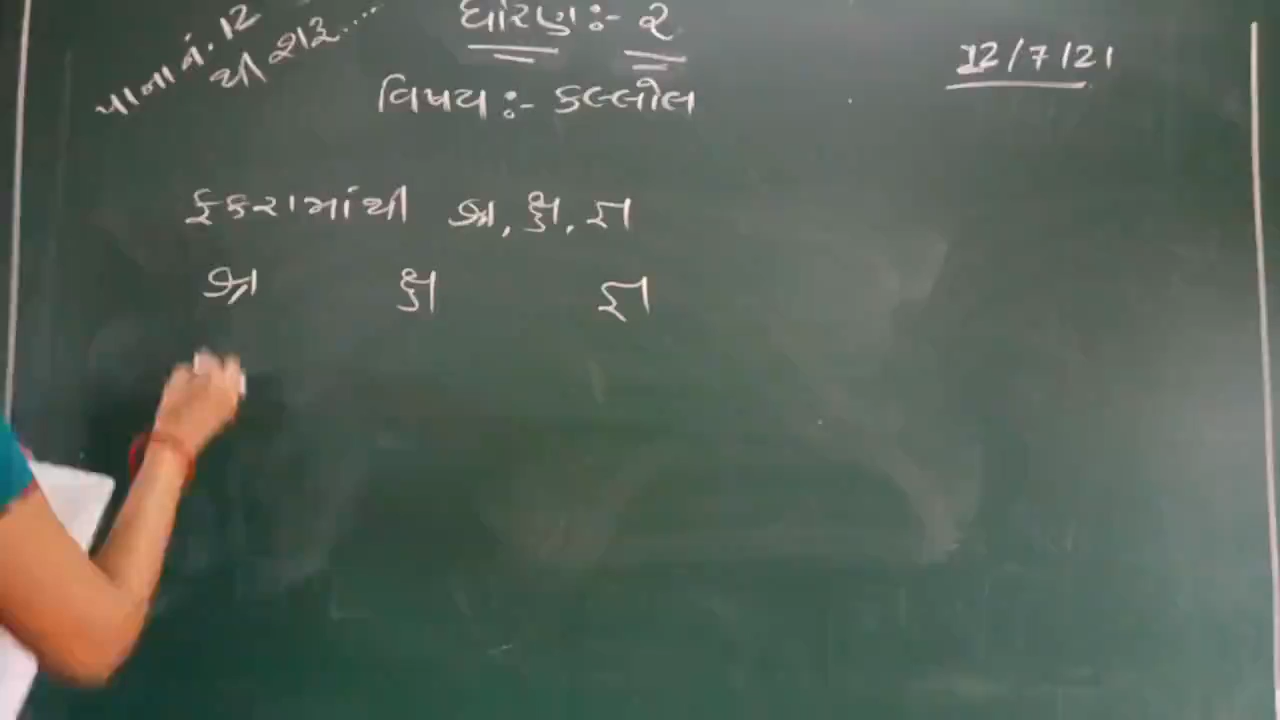 ધોરણ :- ૨
12/7/21
પાના નં. 12
થી શરૂ....
વિષય :- કલ્લોલ
ફકરામાંથી શ્ર, ક્ષ, જ્ઞ
શ્ર ક્ષ જ્ઞ